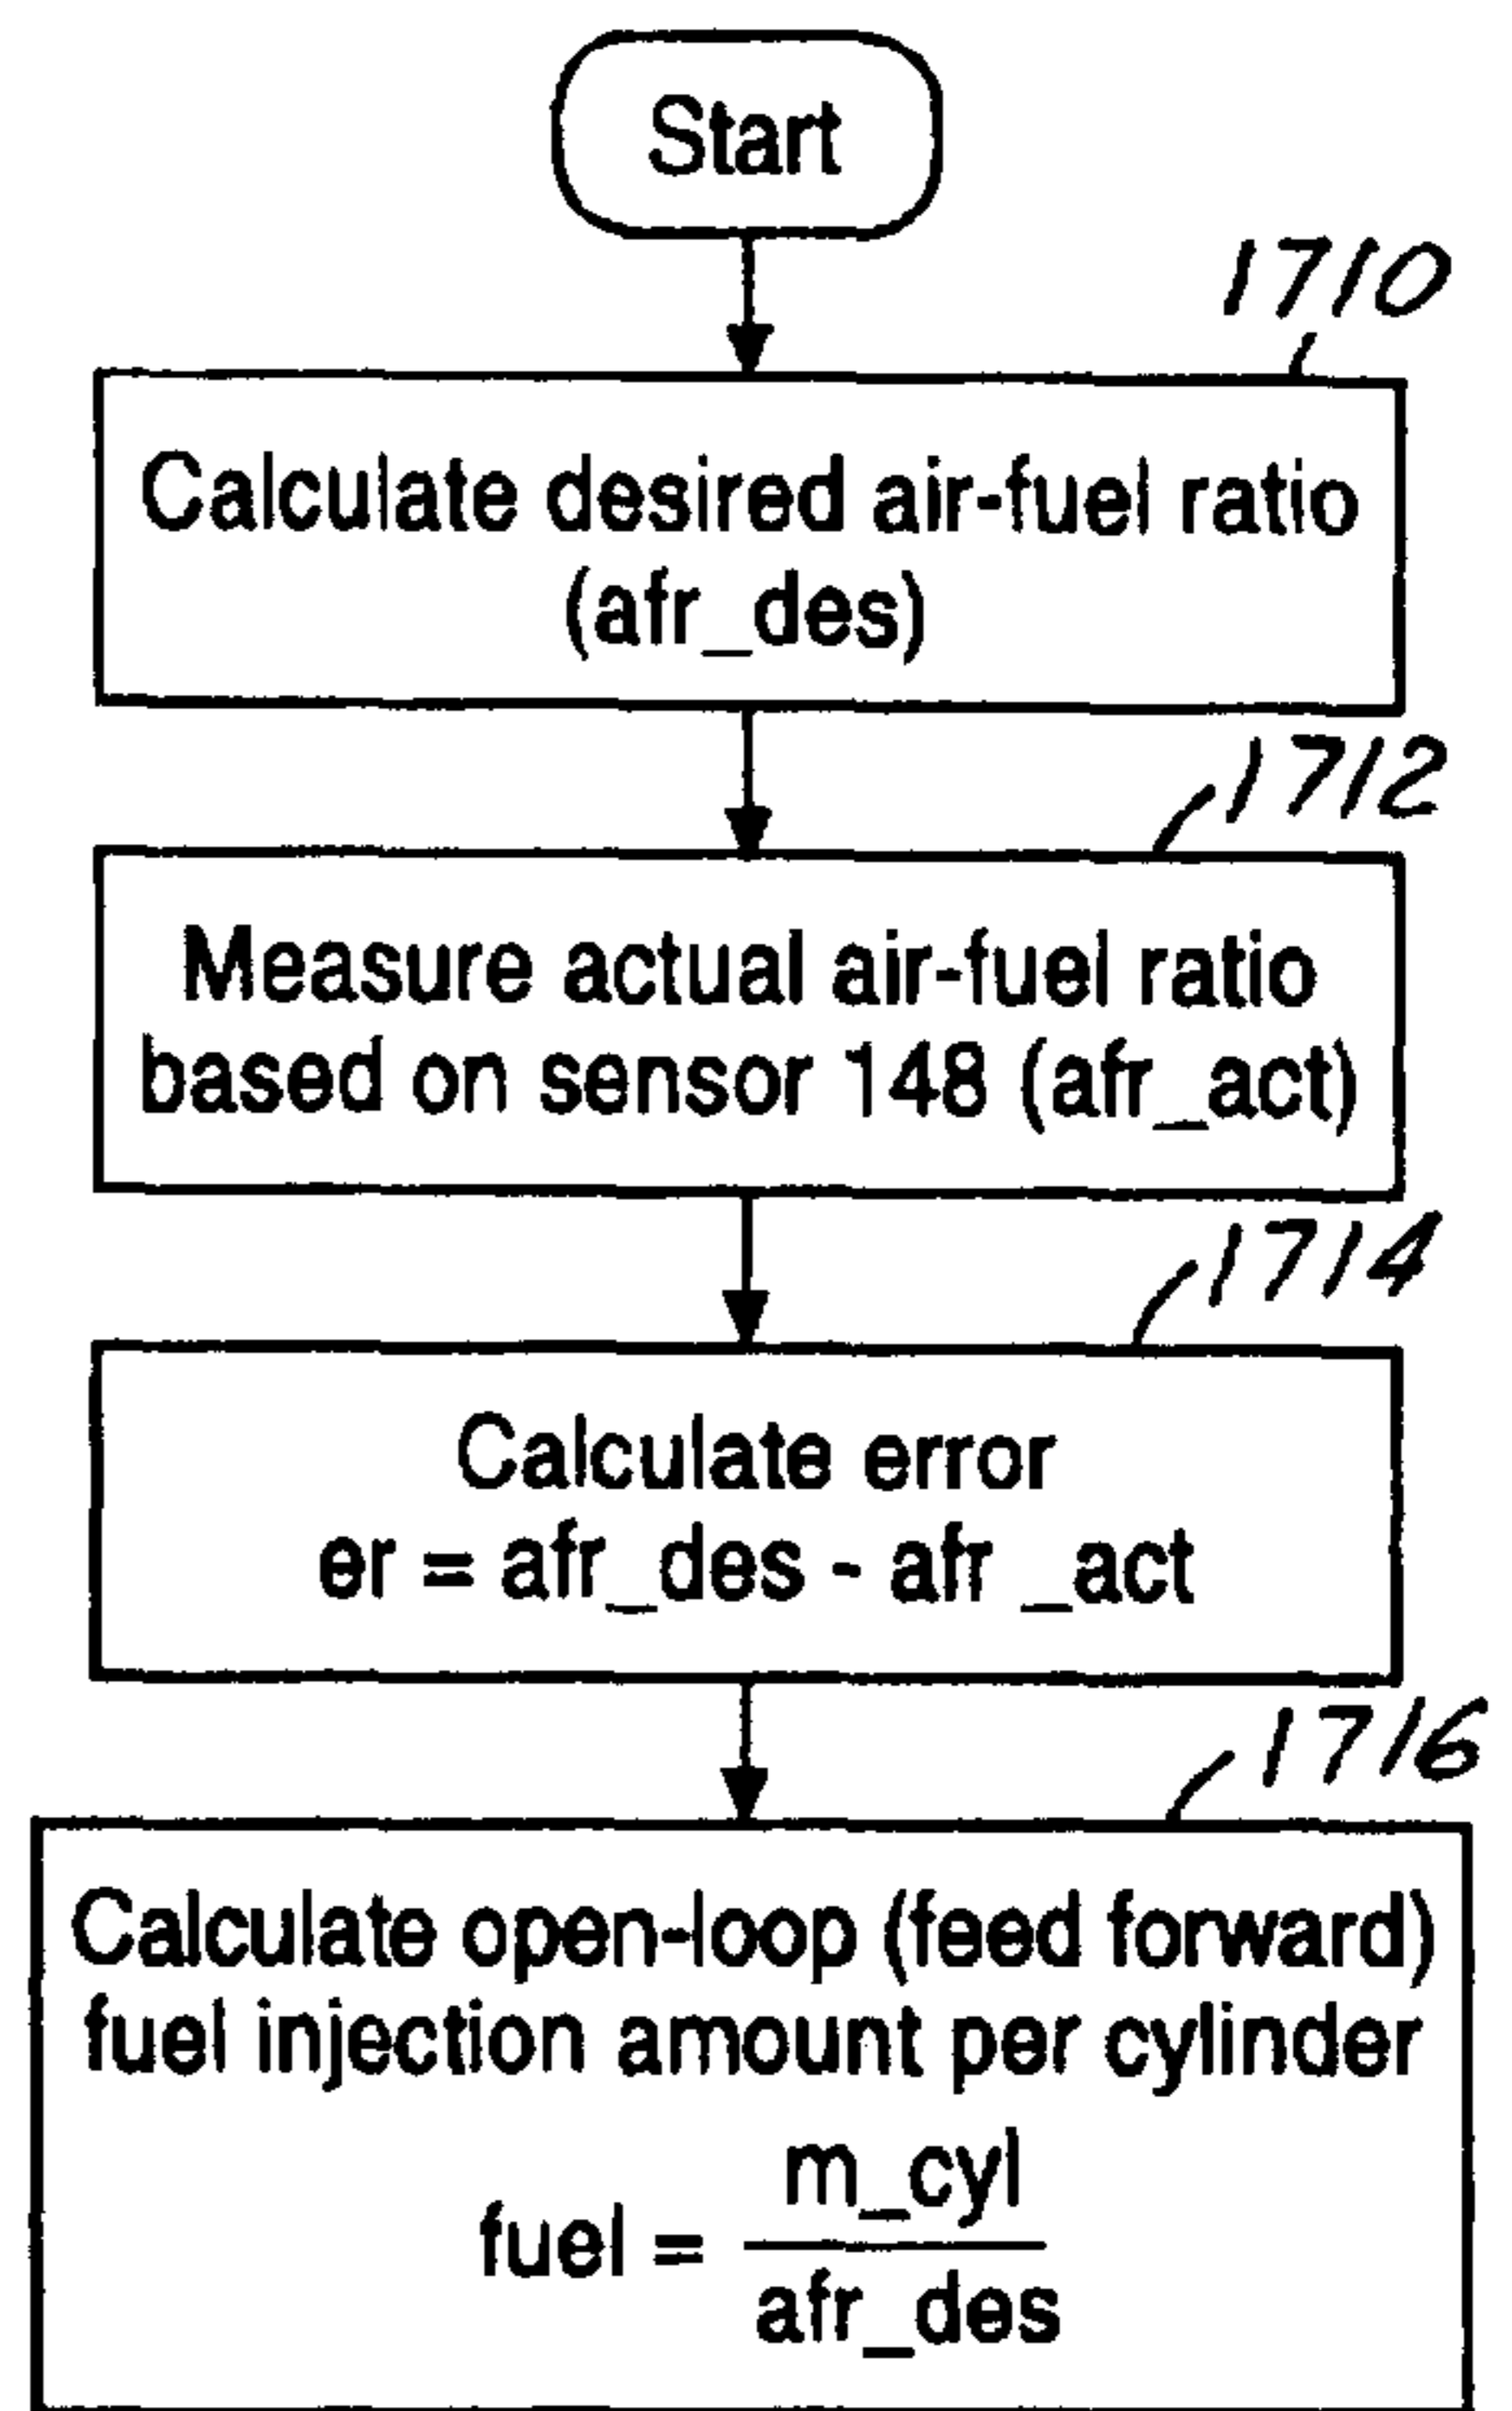 Start
1710
Calculate desired air-fuel ratio
(afr_des)
1712
Measure actual air-fuel ratio
based on sensor 148 (afr_act)
1714
Calculate error
er = afr_des - afr_act
1716
Calculate open-loop (feed forward)
fuel injection amount per cylinder
m_cyl
fuel =
afr_des